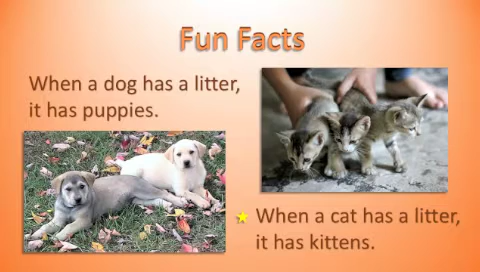 Fun Facts
When a dog has a litter,
it has puppies.
When a cat has a litter,
it has kittens.